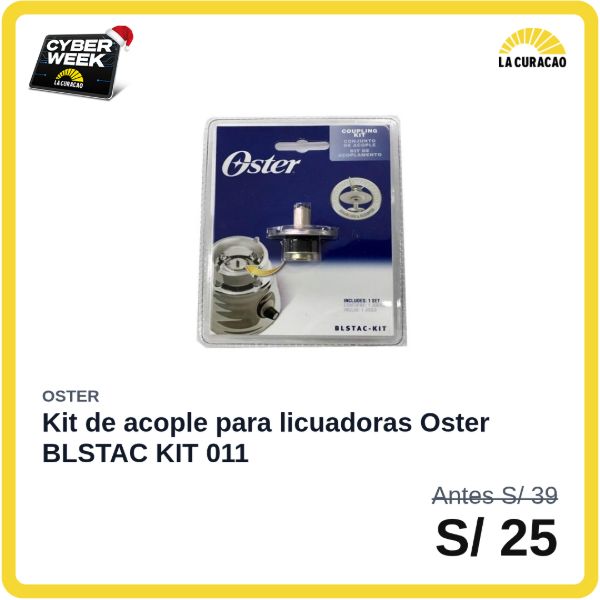 CYBER
WEEK
LA CURACAO
LA CURACAO
COUPLING
KIT
CONJUNTO
DE ACOPLE
KIT DE
ACOPLAMENTO
Oster
INCLUDES: 1 SET
BLSTAC-KIT
OSTER
Kit de acople para licuadoras Oster
BLSTAC KIT 011
Antes S/ 39
S/ 25